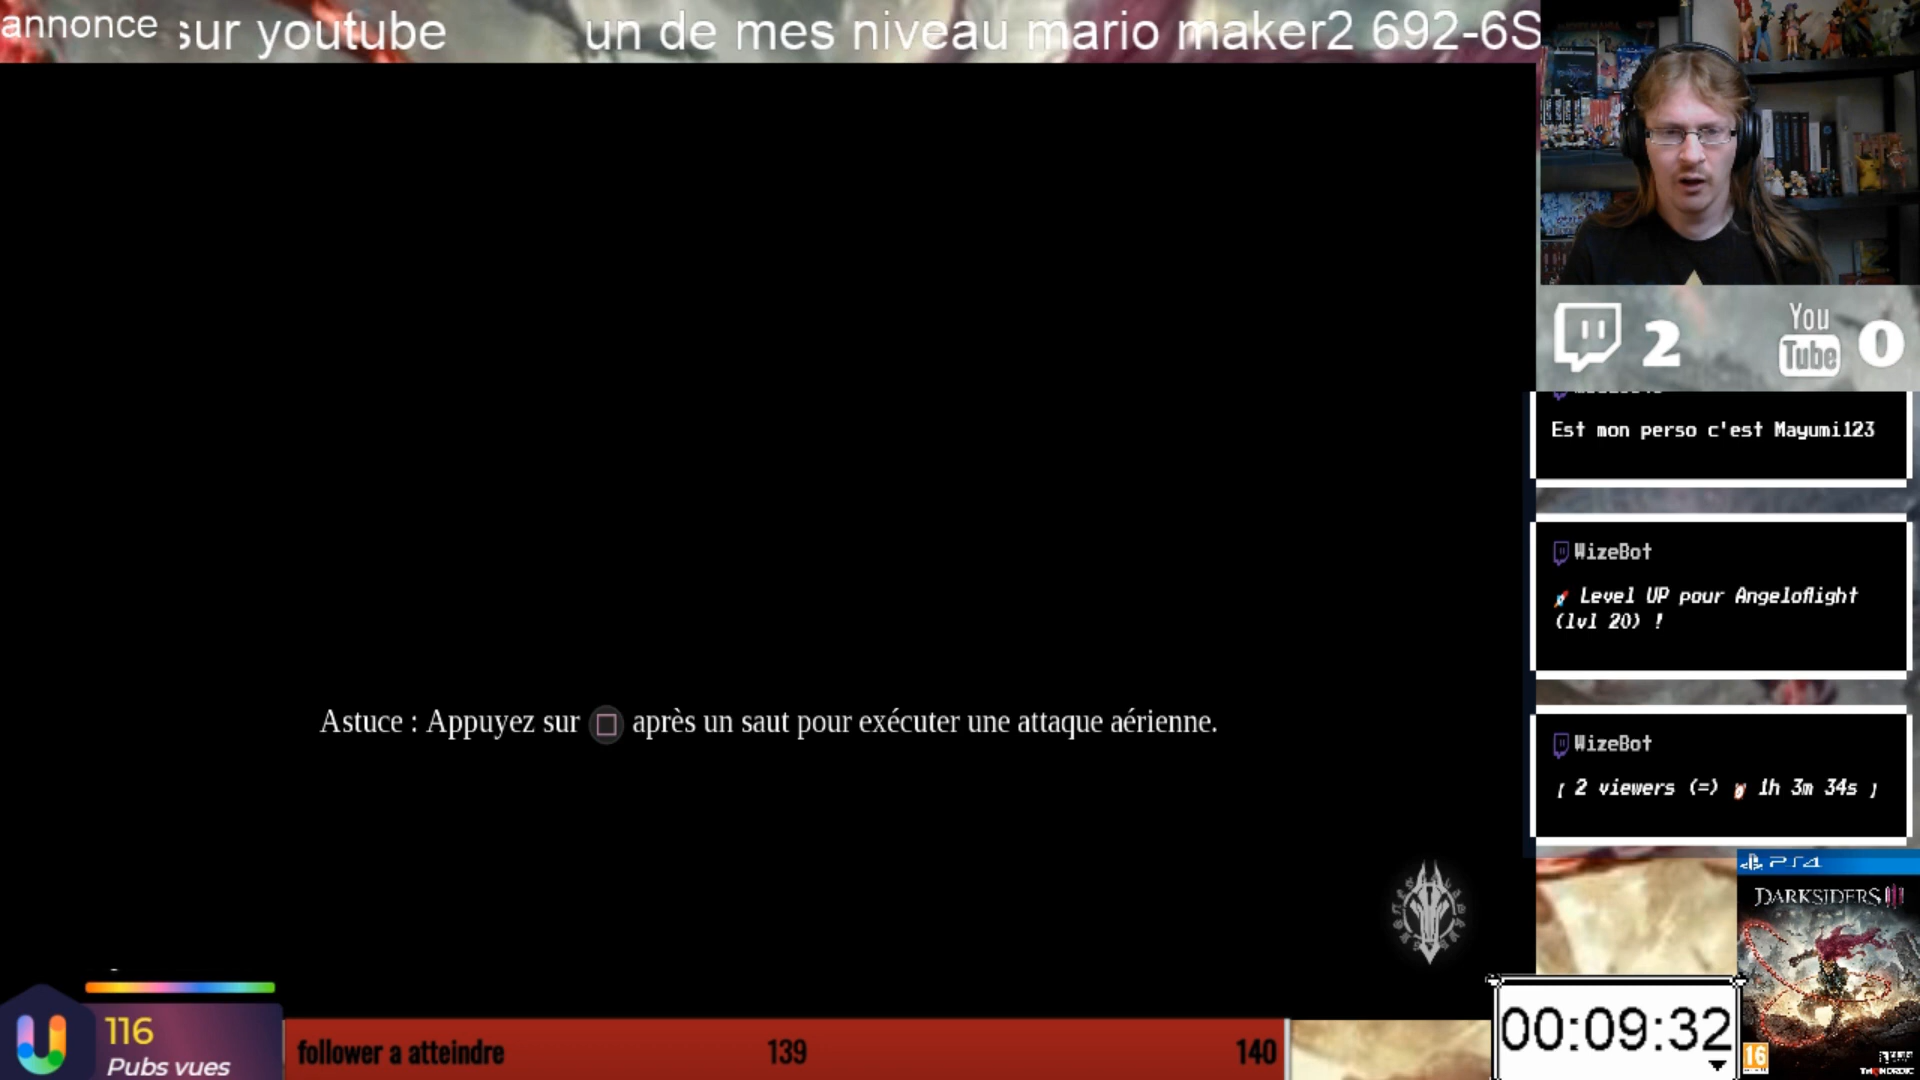 annonce sur youtube un de mes niveau mario maker2 692-6S
You
Tube
2
0
Est mon perso c'est Mayumi123
WizeBot
Level UP pour Angeloflight
(lvl 20) !
WizeBot
[ 2 viewers (=) 1h 3m 34s ]
Astuce : Appuyez sur □ après un saut pour exécuter une attaque aérienne.
PS4
DARKSIDERS III
16
THQ NORDIC
00:09:32
116
Pubs vues
follower a atteindre 139 140